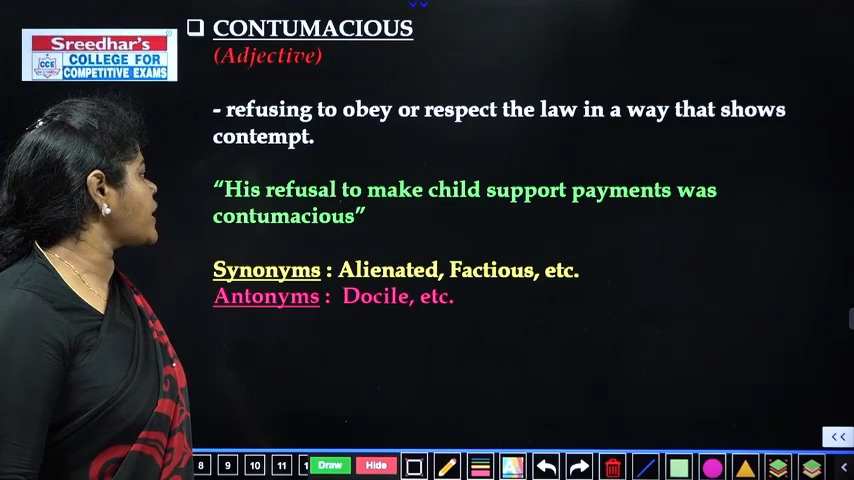 CONTUMACIOUS
Sreedhar's
CCE
COLLEGE FOR
COMPETITIVE EXAMS
(Adjective)
- refusing to obey or respect the law in a way that shows
contempt.
“His refusal to make child support payments was
contumacious”
Synonyms : Alienated, Factious, etc.
Antonyms : Docile, etc.
<<
8 9 10 11 1 Draw Hide A